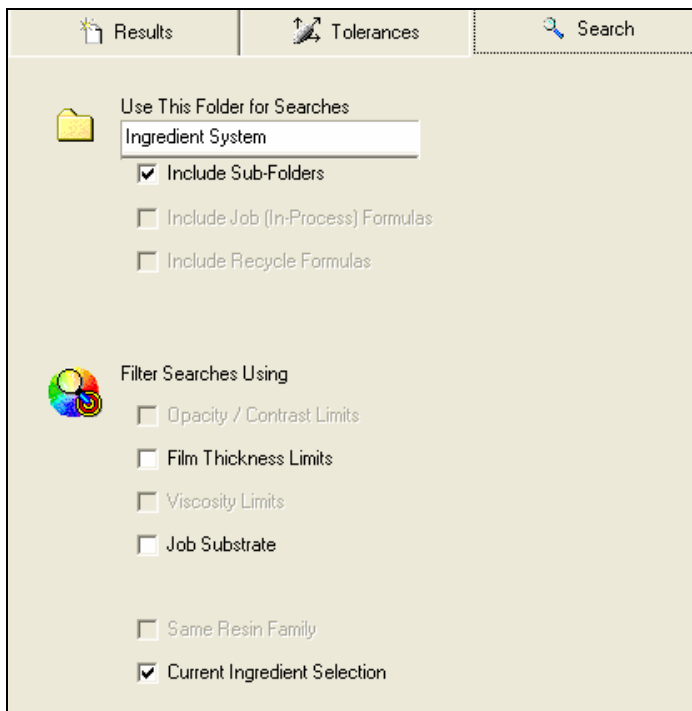 Results
Tolerances
Search
Use This Folder for Searches
Ingredient System
Include Sub-Folders
Include Job (In-Process) Formulas
Include Recycle Formulas
Filter Searches Using
Opacity / Contrast Limits
Film Thickness Limits
Viscosity Limits
Job Substrate
Same Resin Family
Current Ingredient Selection